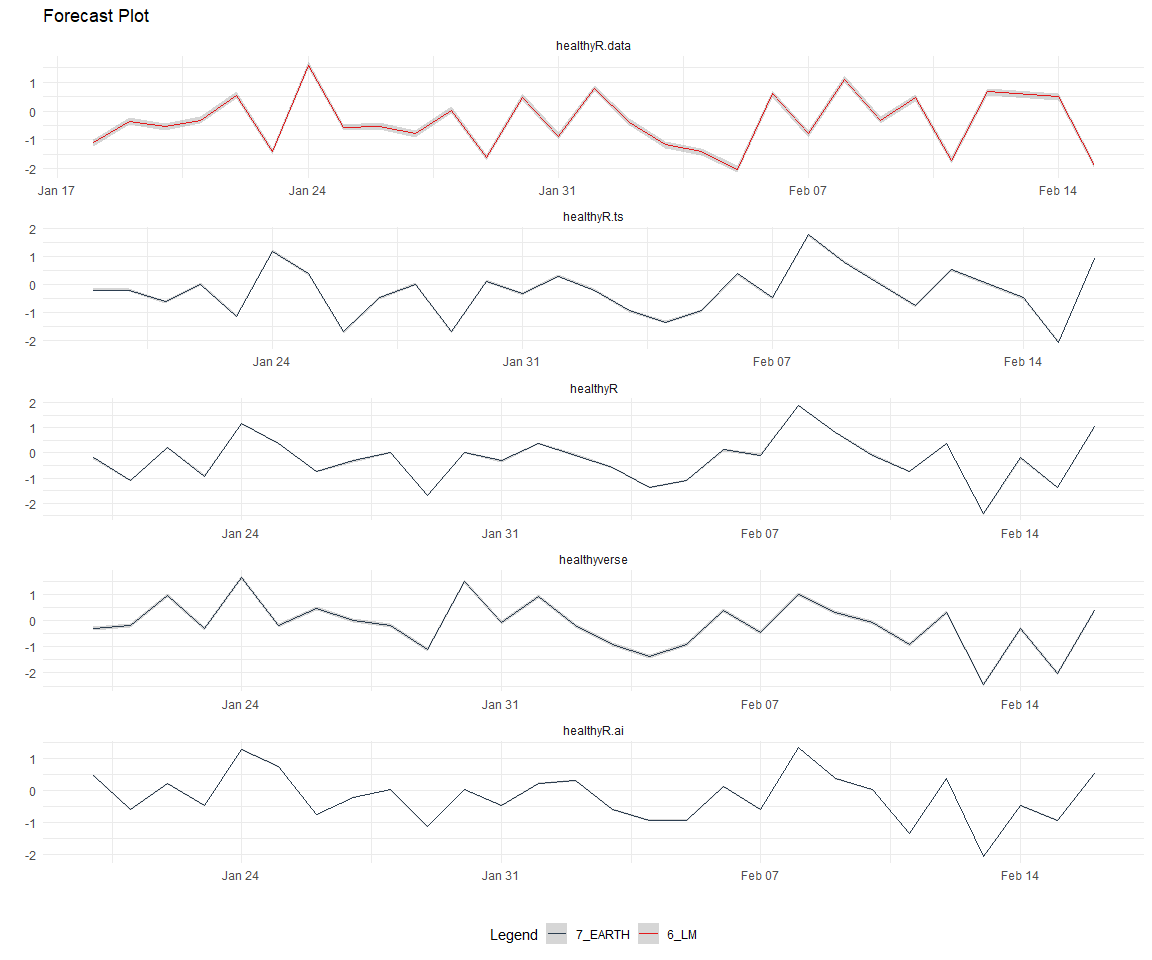 Forecast Plot
healthyR.data
1
0
-1
-2
Jan 17 Jan 24 Jan 31 Feb 07 Feb 14
healthyR.ts
2
1
0
-1
-2
Jan 24 Jan 31 Feb 07 Feb 14
healthyR
2
1
0
-1
-2
Jan 24 Jan 31 Feb 07 Feb 14
healthyverse
1
0
-1
-2
Jan 24 Jan 31 Feb 07 Feb 14
healthyR.ai
1
0
-1
-2
Jan 24 Jan 31 Feb 07 Feb 14
Legend 7_EARTH 6_LM